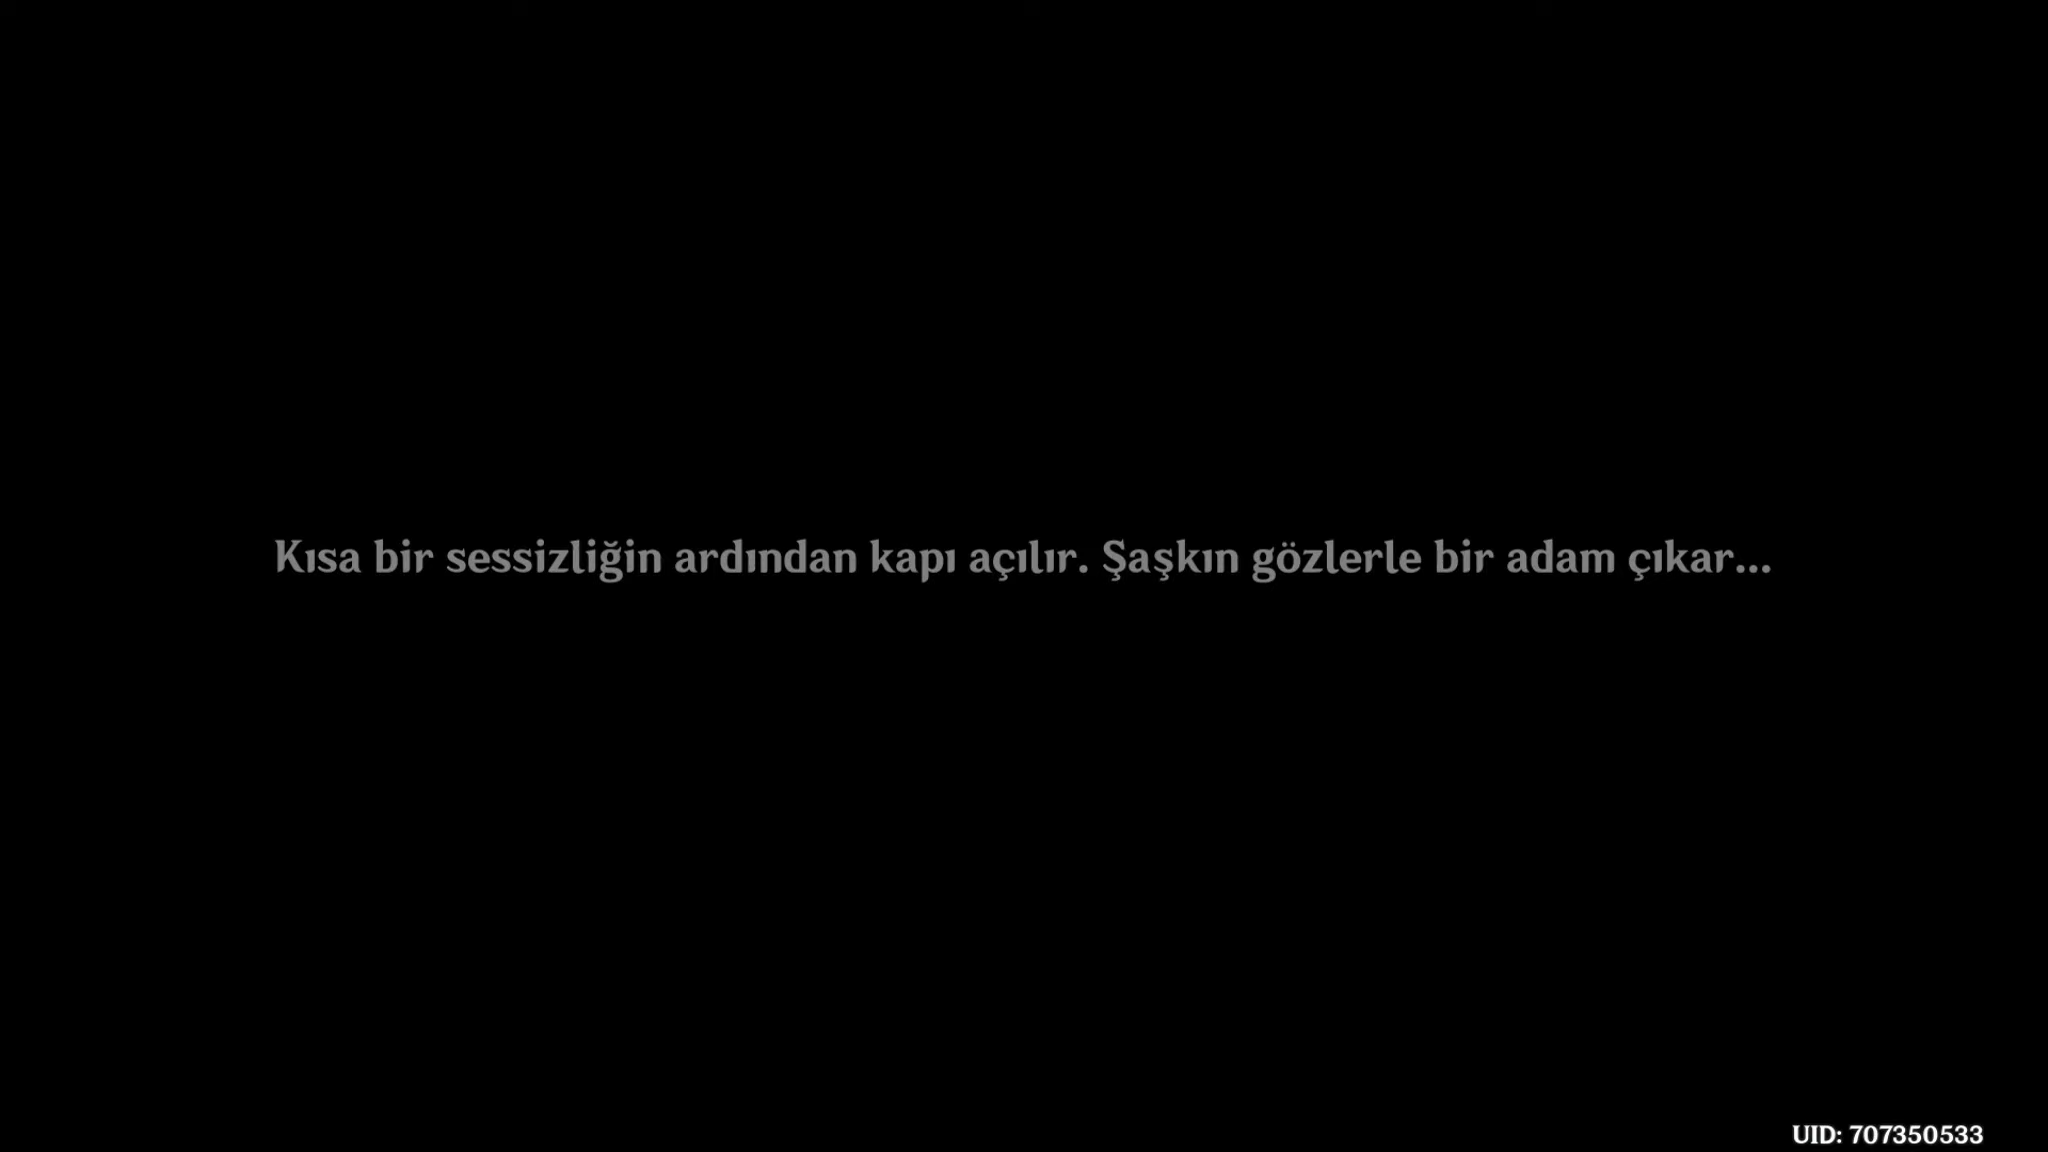 Kısa bir sessizliğin ardından kapı açılır. Şaşkın gözlerle bir adam çıkar...
UID: 707350533